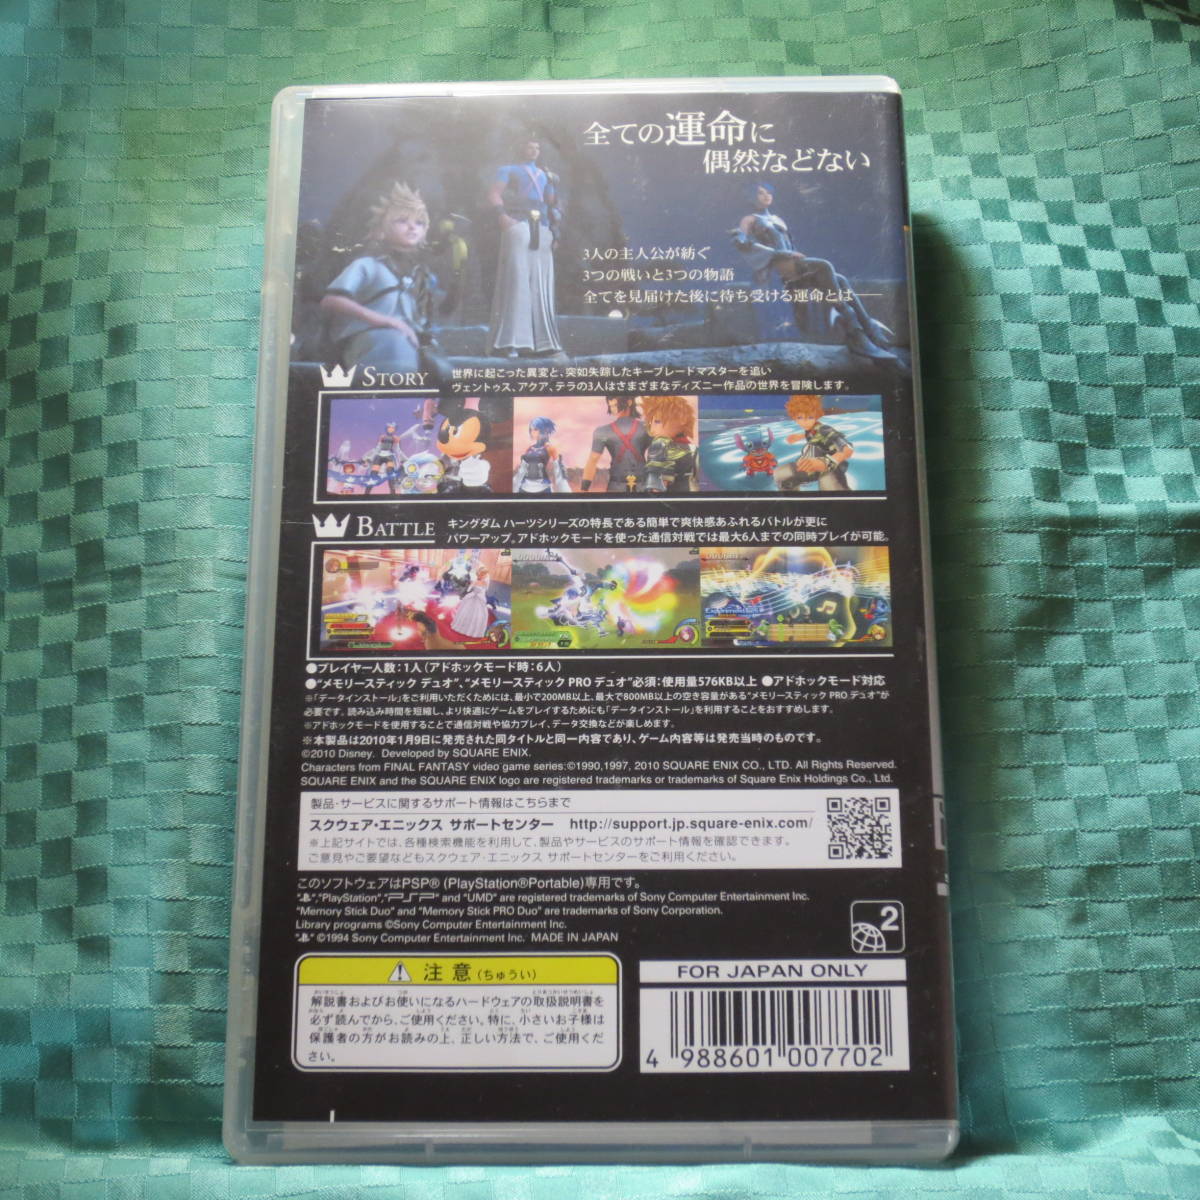 全ての運命に
偶然などない
3人の主人公が紡ぐ
3つの戦いと3つの物語
全てを見届けた後に待ち受ける運命とは――
STORY
世界に起こった異変と、突如失踪したキーブレードマスターを追い
ヴェントゥス、アクア、テラの3人はさまざまなディズニー作品の世界を冒険します。
BATTLE
キングダム ハーツシリーズの特長である簡単で爽快感あふれるバトルが更に
パワーアップ。アドホックモードを使った通信対戦では最大6人までの同時プレイが可能。
●プレイヤー人数：1人（アドホックモード時：6人）
●“メモリースティック デュオ”、“メモリースティック PRO デュオ”必須：使用量576KB以上 ●アドホックモード対応
※「データインストール」をご利用いただくためには、最小で200MB以上、最大で800MB以上の空き容量がある“メモリースティック PRO デュオ”が
必要です。読み込み時間を短縮し、より快適にゲームをプレイするためにも「データインストール」を利用することをおすすめします。
※アドホックモードを使用することで通信対戦や協力プレイ、データ交換などが楽しめます。
※本製品は2010年1月9日に発売された同タイトルと同一内容であり、ゲーム内容等は発売当時のものです。
©2010 Disney. Developed by SQUARE ENIX.
Characters from FINAL FANTASY video game series:©1990,1997, 2010 SQUARE ENIX CO., LTD. All Rights Reserved.
SQUARE ENIX and the SQUARE ENIX logo are registered trademarks or trademarks of Square Enix Holdings Co., Ltd.
製品・サービスに関するサポート情報はこちらまで
スクウェア・エニックス サポートセンター http://support.jp.square-enix.com/
※上記サイトでは、各種検索機能を利用して、製品やサービスのサポート情報を確認できます。
ご意見やご要望などもスクウェア・エニックス サポートセンターをご利用ください。
このソフトウェアはPSP® (PlayStation®Portable)専用です。
“ ”,“PlayStation”,“PSP” and “UMD” are registered trademarks of Sony Computer Entertainment Inc.
“Memory Stick Duo” and “Memory Stick PRO Duo” are trademarks of Sony Corporation.
Library programs ©Sony Computer Entertainment Inc.
“ ” ©1994 Sony Computer Entertainment Inc. MADE IN JAPAN
2
注意(ちゅうい)
解説書およびお使いになるハードウェアの取扱説明書を
必ず読んでから、ご使用ください。特に、小さいお子様は
保護者の方がお読みの上、正しい方法で、ご使用くだ
さい。
FOR JAPAN ONLY
4 988601 007702